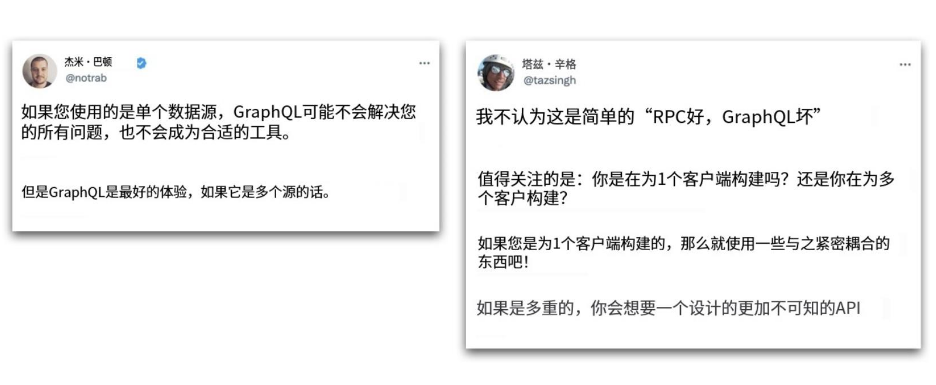 杰米·巴顿
@notrab
如果您使用的是单个数据源，GraphQL可能不会解决您
的所有问题，也不会成为合适的工具。
但是GraphQL是最好的体验，如果它是多个源的话。
塔兹·辛格
@tazsingh
我不认为这是简单的“RPC好，GraphQL坏”
值得关注的是：你是在为1个客户端构建吗？还是你在为多
个客户构建？
如果您是为1个客户端构建的，那么就使用一些与之紧密耦合的
东西吧！
如果是多重的，你会想要一个设计的更加不可知的API